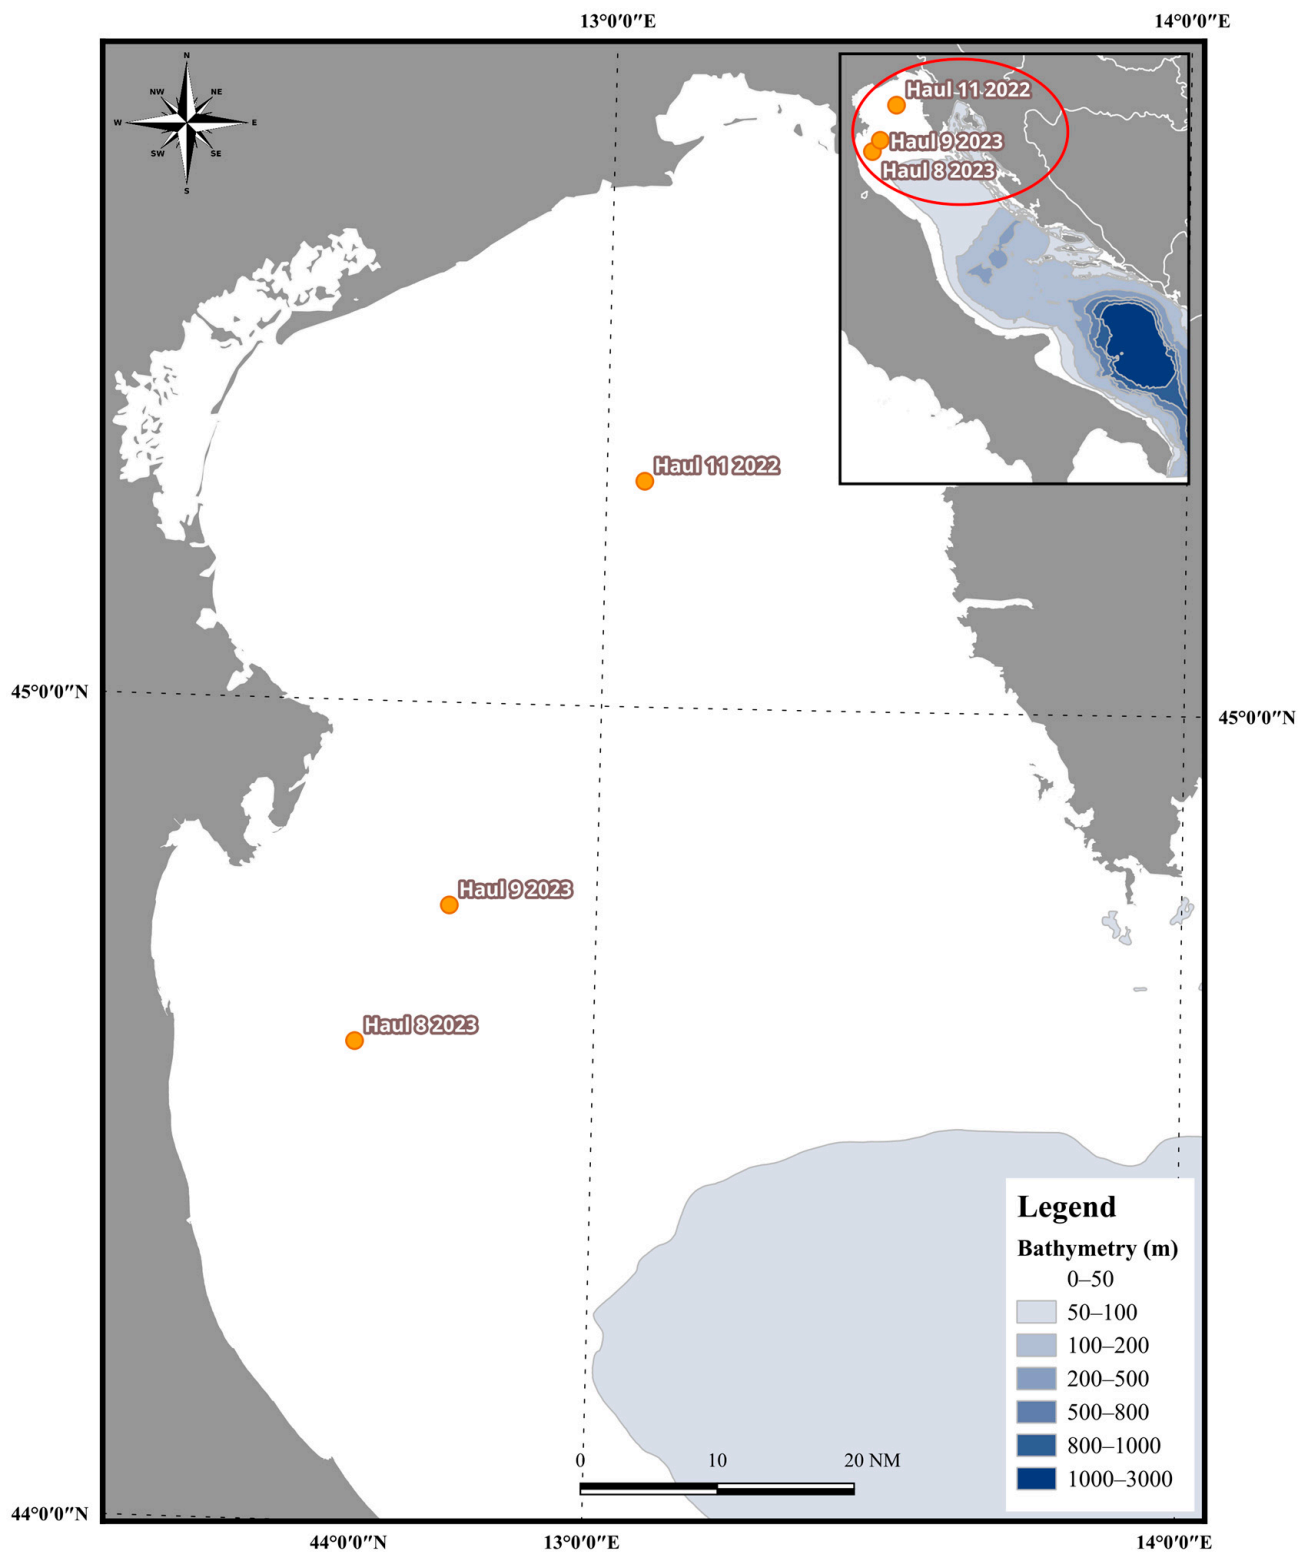 13°0′0″E 14°0′0″E
N
NW NE
W E
SW SE
S
Haul 11 2022
Haul 9 2023
Haul 8 2023
Haul 11 2022
45°0′0″N
45°0′0″N
Haul 9 2023
Haul 8 2023
Legend
Bathymetry (m)
0–50
50–100
100–200
200–500
500–800
800–1000
1000–3000
0 10 20 NM
44°0′0″N
44°0′0″N 13°0′0″E 14°0′0″E